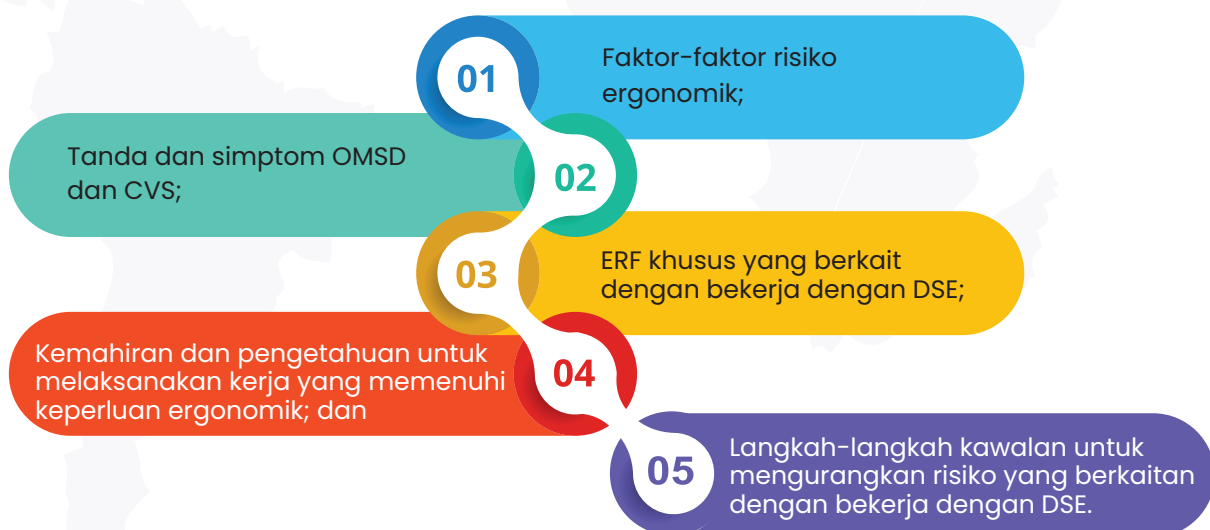 01
Faktor-faktor risiko
ergonomik;
Tanda dan simptom OMSD
dan CVS;
02
03
ERF khusus yang berkait
dengan bekerja dengan DSE;
Kemahiran dan pengetahuan untuk
melaksanakan kerja yang memenuhi
keperluan ergonomik; dan
04
05
Langkah-langkah kawalan untuk
mengurangkan risiko yang berkaitan
dengan bekerja dengan DSE.